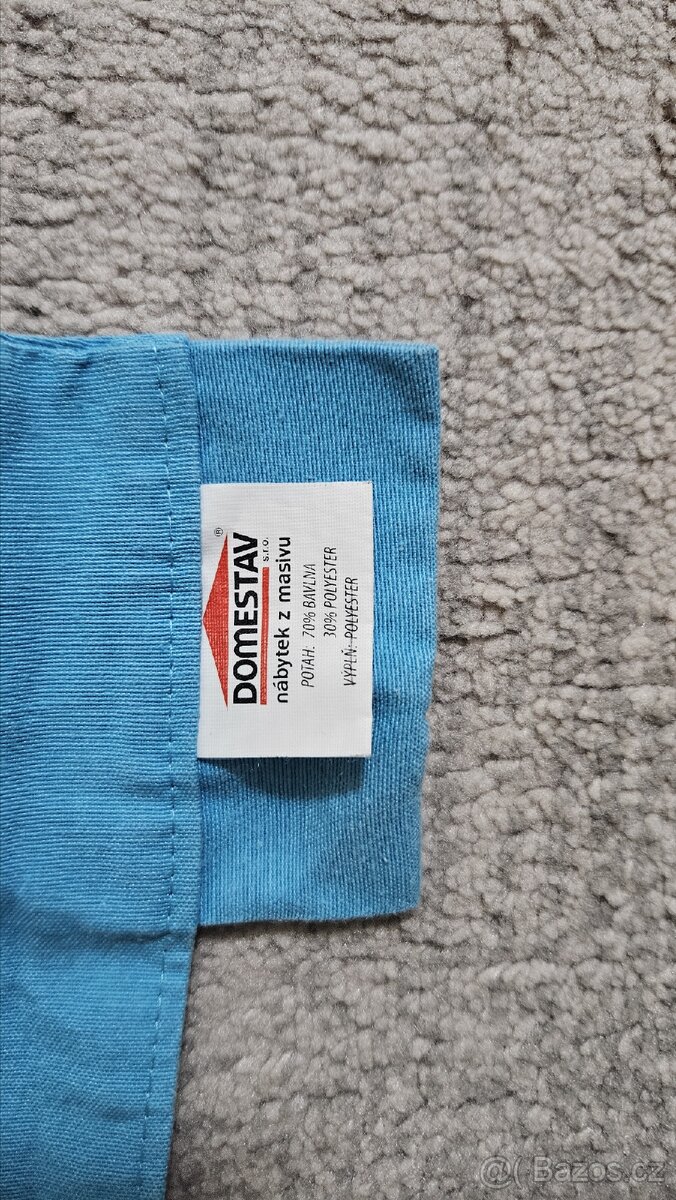 DOMESTAV®
s.r.o.
nábytek z masivu
POTAH: 70% BAVLNA
30% POLYESTER
VÝPLŇ: POLYESTER
@ Bazos.cz